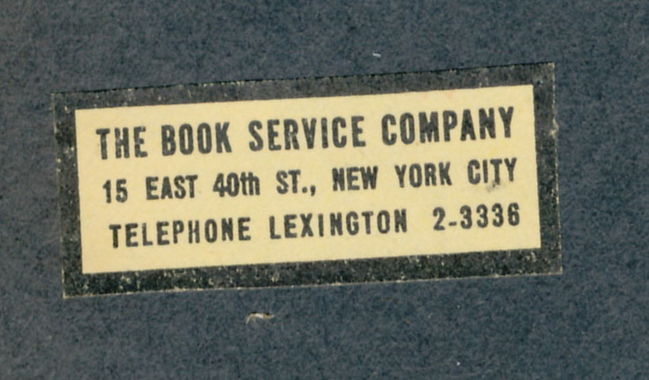 THE BOOK SERVICE COMPANY
15 EAST 40th ST., NEW YORK CITY
TELEPHONE LEXINGTON 2-3336